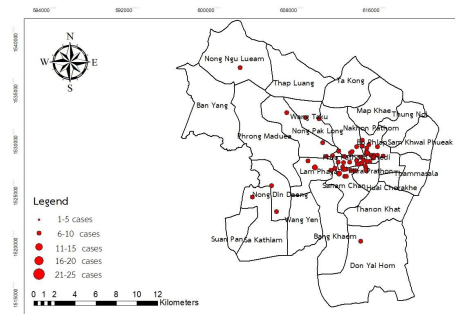 584000 592000 600000 608000 616000
N
W E
S
Nong Ngu Lueam
Thap Luang
Ta Kong
Ban Yang
Map Khae
Thung Noi
Wang Taku
Nakhon Pathom
Nong Pak Long
Phrong Maduea
Sam Khwai Phueak
Thammasala
Sanam Chan
Huai Chorakhe
Nong Din Daeng
Thanon Khat
Wang Yen
Suan Pan
Sa Kathiam
Bang Khaem
Don Yai Hom
Legend
1-5 cases
6-10 cases
11-15 cases
16-20 cases
21-25 cases
0 1 2 4 6 8 10 12
Kilometers